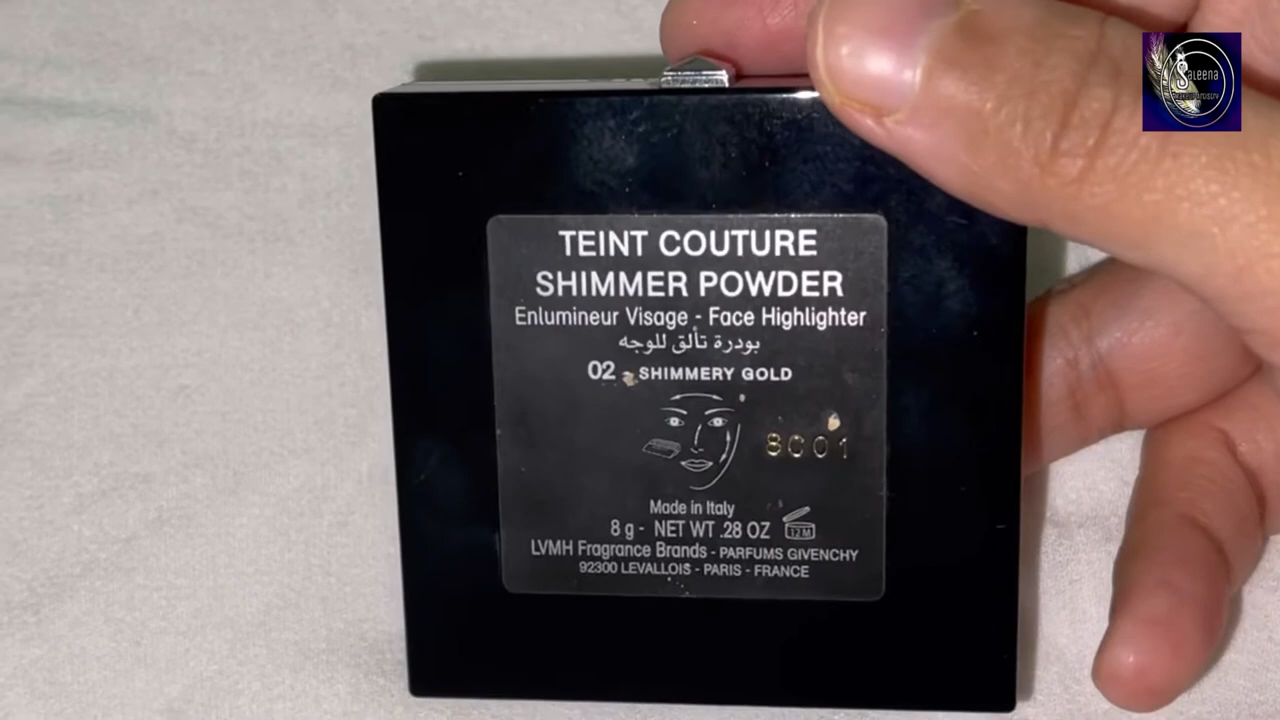 TEINT COUTURE
SHIMMER POWDER
Enlumineur Visage - Face Highlighter
بودرة تألق للوجه
02 - SHIMMERY GOLD
8C01
Made in Italy
8 g - NET WT .28 OZ
12M
LVMH Fragrance Brands - PARFUMS GIVENCHY
92300 LEVALLOIS - PARIS - FRANCE
Saleena